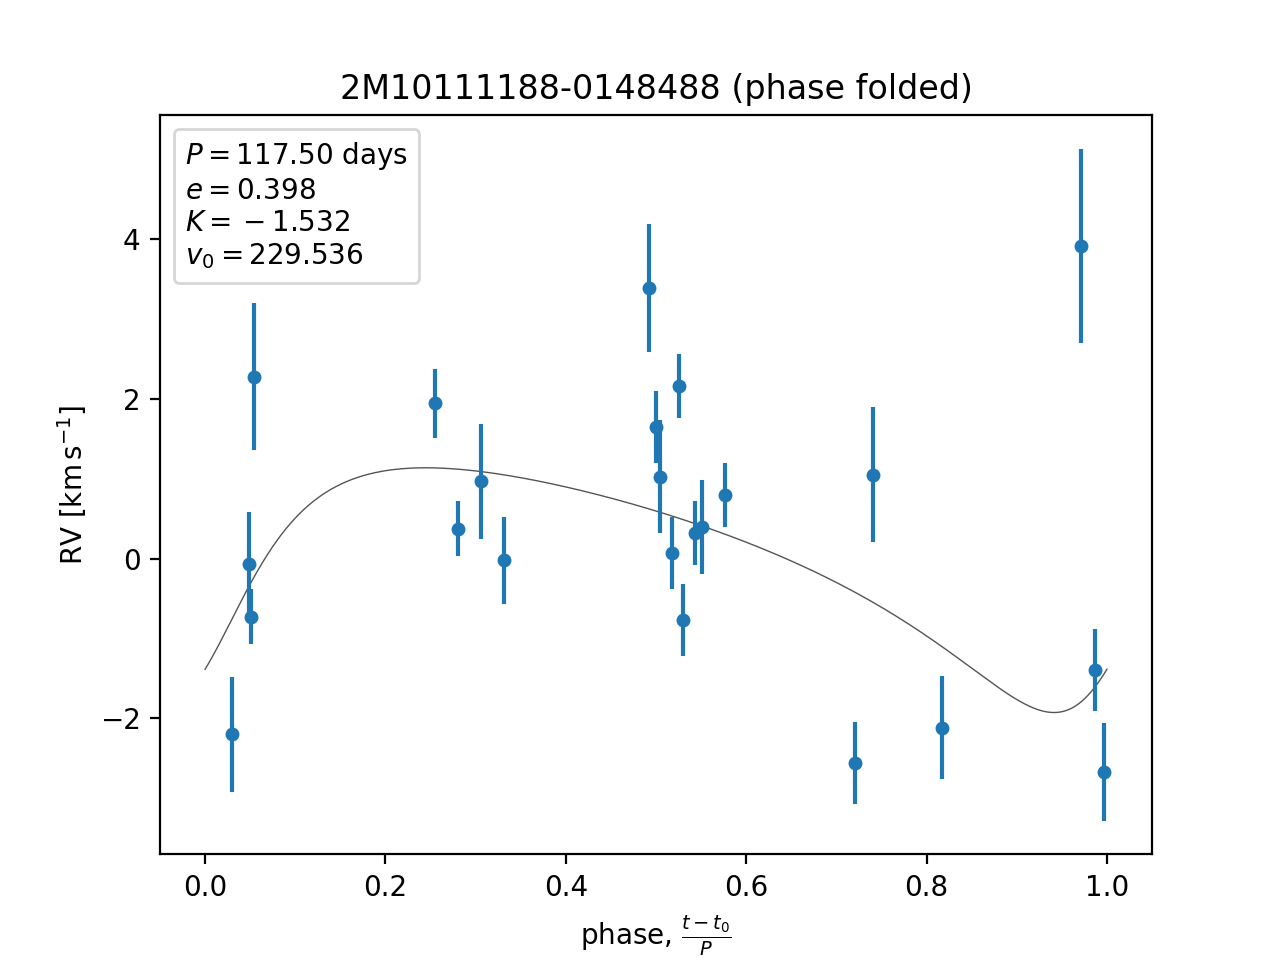 2M10111188-0148488 (phase folded)
P = 117.50 days
e = 0.398
K = −1.532
v₀ = 229.536
4
2
0
−2
RV [km s⁻¹]
0.0 0.2 0.4 0.6 0.8 1.0
phase, (t − t₀)/P